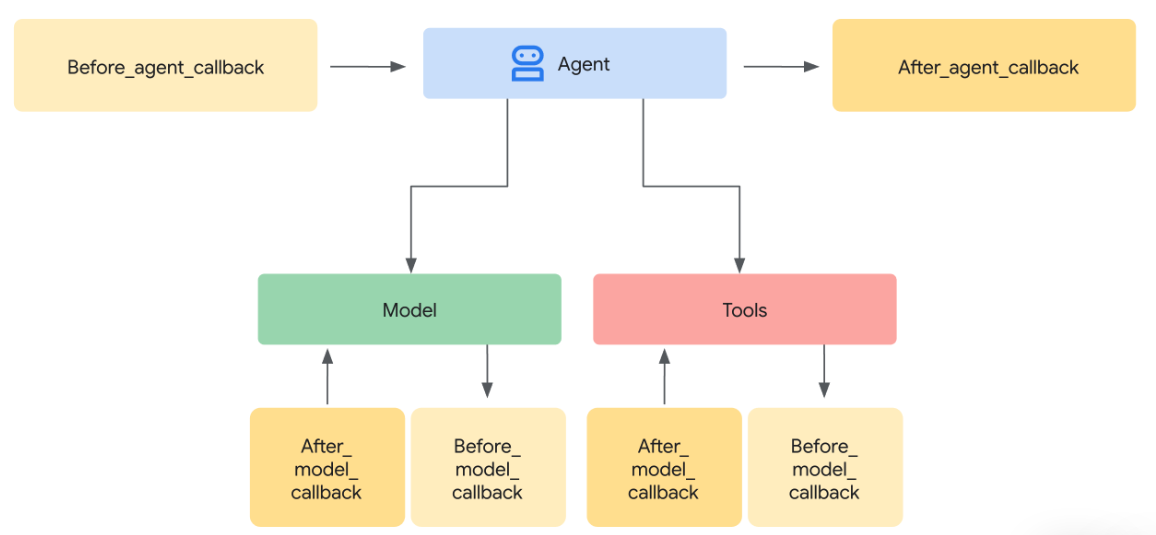 Before_agent_callback
Agent
After_agent_callback
Model
Tools
After_
model_
callback
Before_
model_
callback
After_
model_
callback
Before_
model_
callback